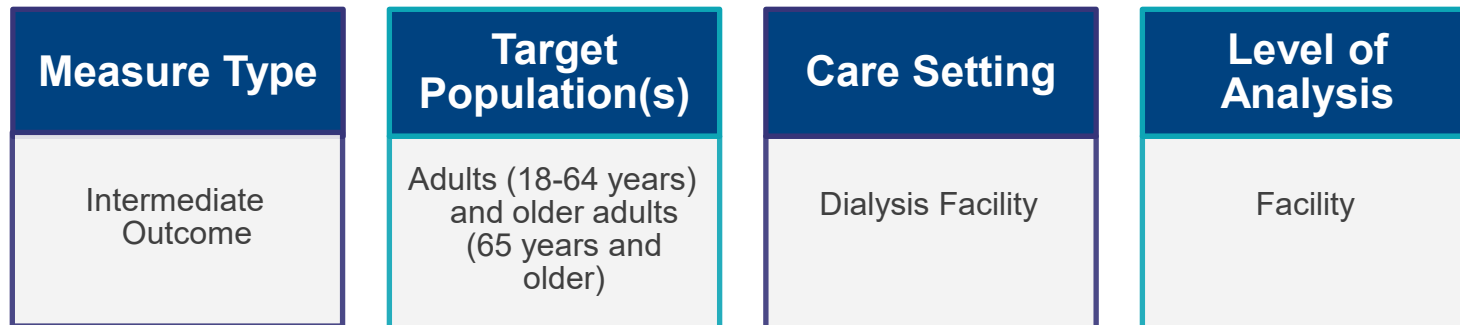 Measure Type
Intermediate
Outcome
Target
Population(s)
Adults (18-64 years)
and older adults
(65 years and
older)
Care Setting
Dialysis Facility
Level of
Analysis
Facility